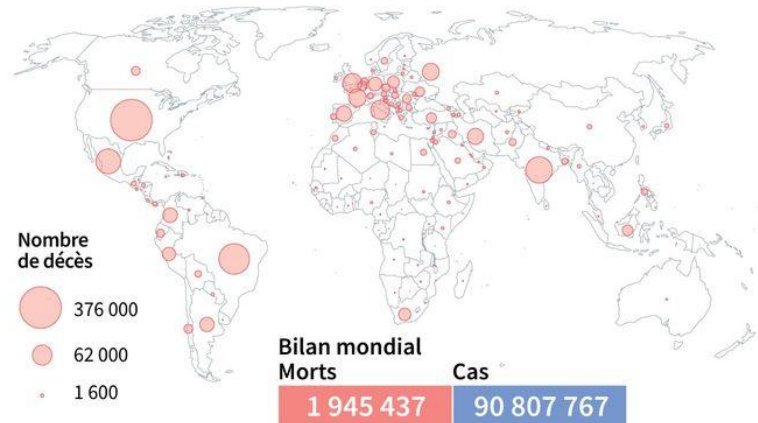 Nombre
de décès
376 000
62 000
1 600
Bilan mondial
Morts
Cas
1 945 437
90 807 767